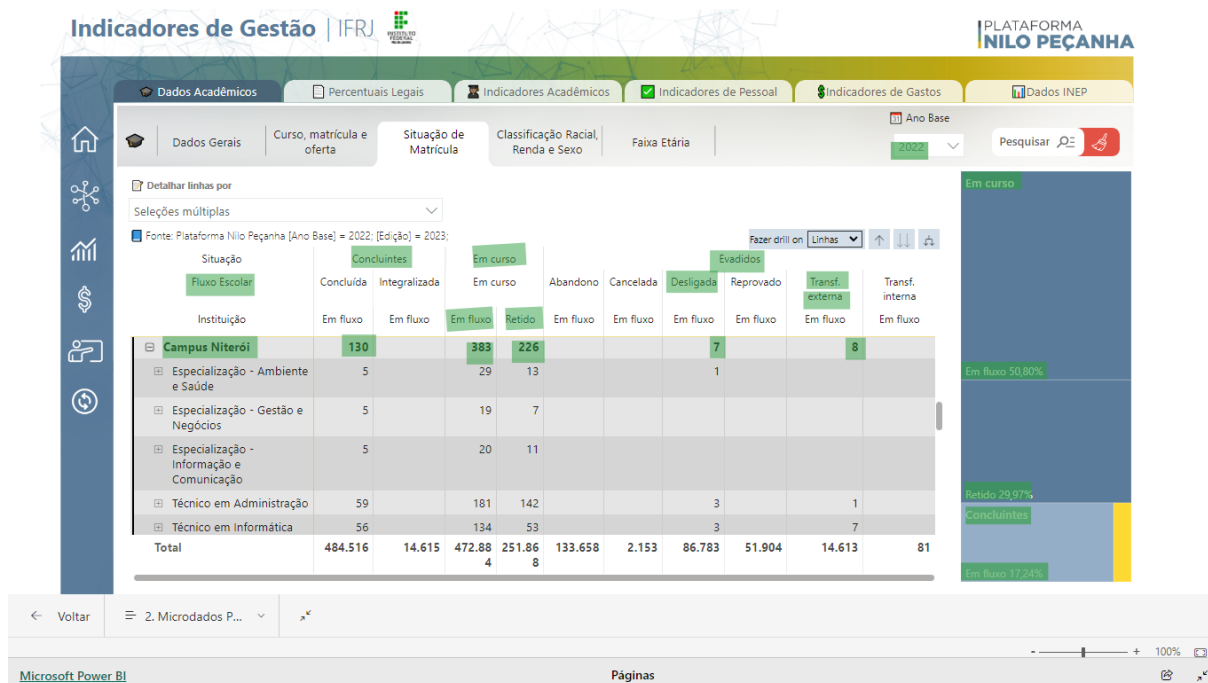 Indicadores de Gestão | IFRJ
INSTITUTO
FEDERAL
PLATAFORMA
NILO PEÇANHA
Dados Acadêmicos
Percentuais Legais
Indicadores Acadêmicos
Indicadores de Pessoal
Indicadores de Gastos
Dados INEP
Dados Gerais
Curso, matrícula e
oferta
Situação de
Matrícula
Classificação Racial,
Renda e Sexo
Faixa Etária
Ano Base
2022
Pesquisar
Detalhar linhas por
Seleções múltiplas
Fonte: Plataforma Nilo Peçanha [Ano Base] = 2022; [Edição] = 2023;
Fazer drill on Linhas
Situação Concluintes Em curso Evadidos
Fluxo Escolar Concluída Integralizada Em curso Abandono Cancelada Desligada Reprovado Transf. externa Transf. interna
Instituição Em fluxo Em fluxo Em fluxo Retido Em fluxo Em fluxo Em fluxo Em fluxo Em fluxo Em fluxo
Campus Niterói 130 383 226 7 8
Especialização - Ambiente 5 29 13 1
e Saúde
Especialização - Gestão e 5 19 7
Negócios
Especialização - 5 20 11
Informação e
Comunicação
Técnico em Administração 59 181 142 3 1
Técnico em Informática 56 134 53 3 7
Total 484.516 14.615 472.884 251.868 133.658 2.153 86.783 51.904 14.613 81
Em curso
Em fluxo 50,80%
Retido 29,97%
Concluintes
Em fluxo 17,24%
Voltar
2. Microdados P...
- + 100%
Microsoft Power BI
Páginas